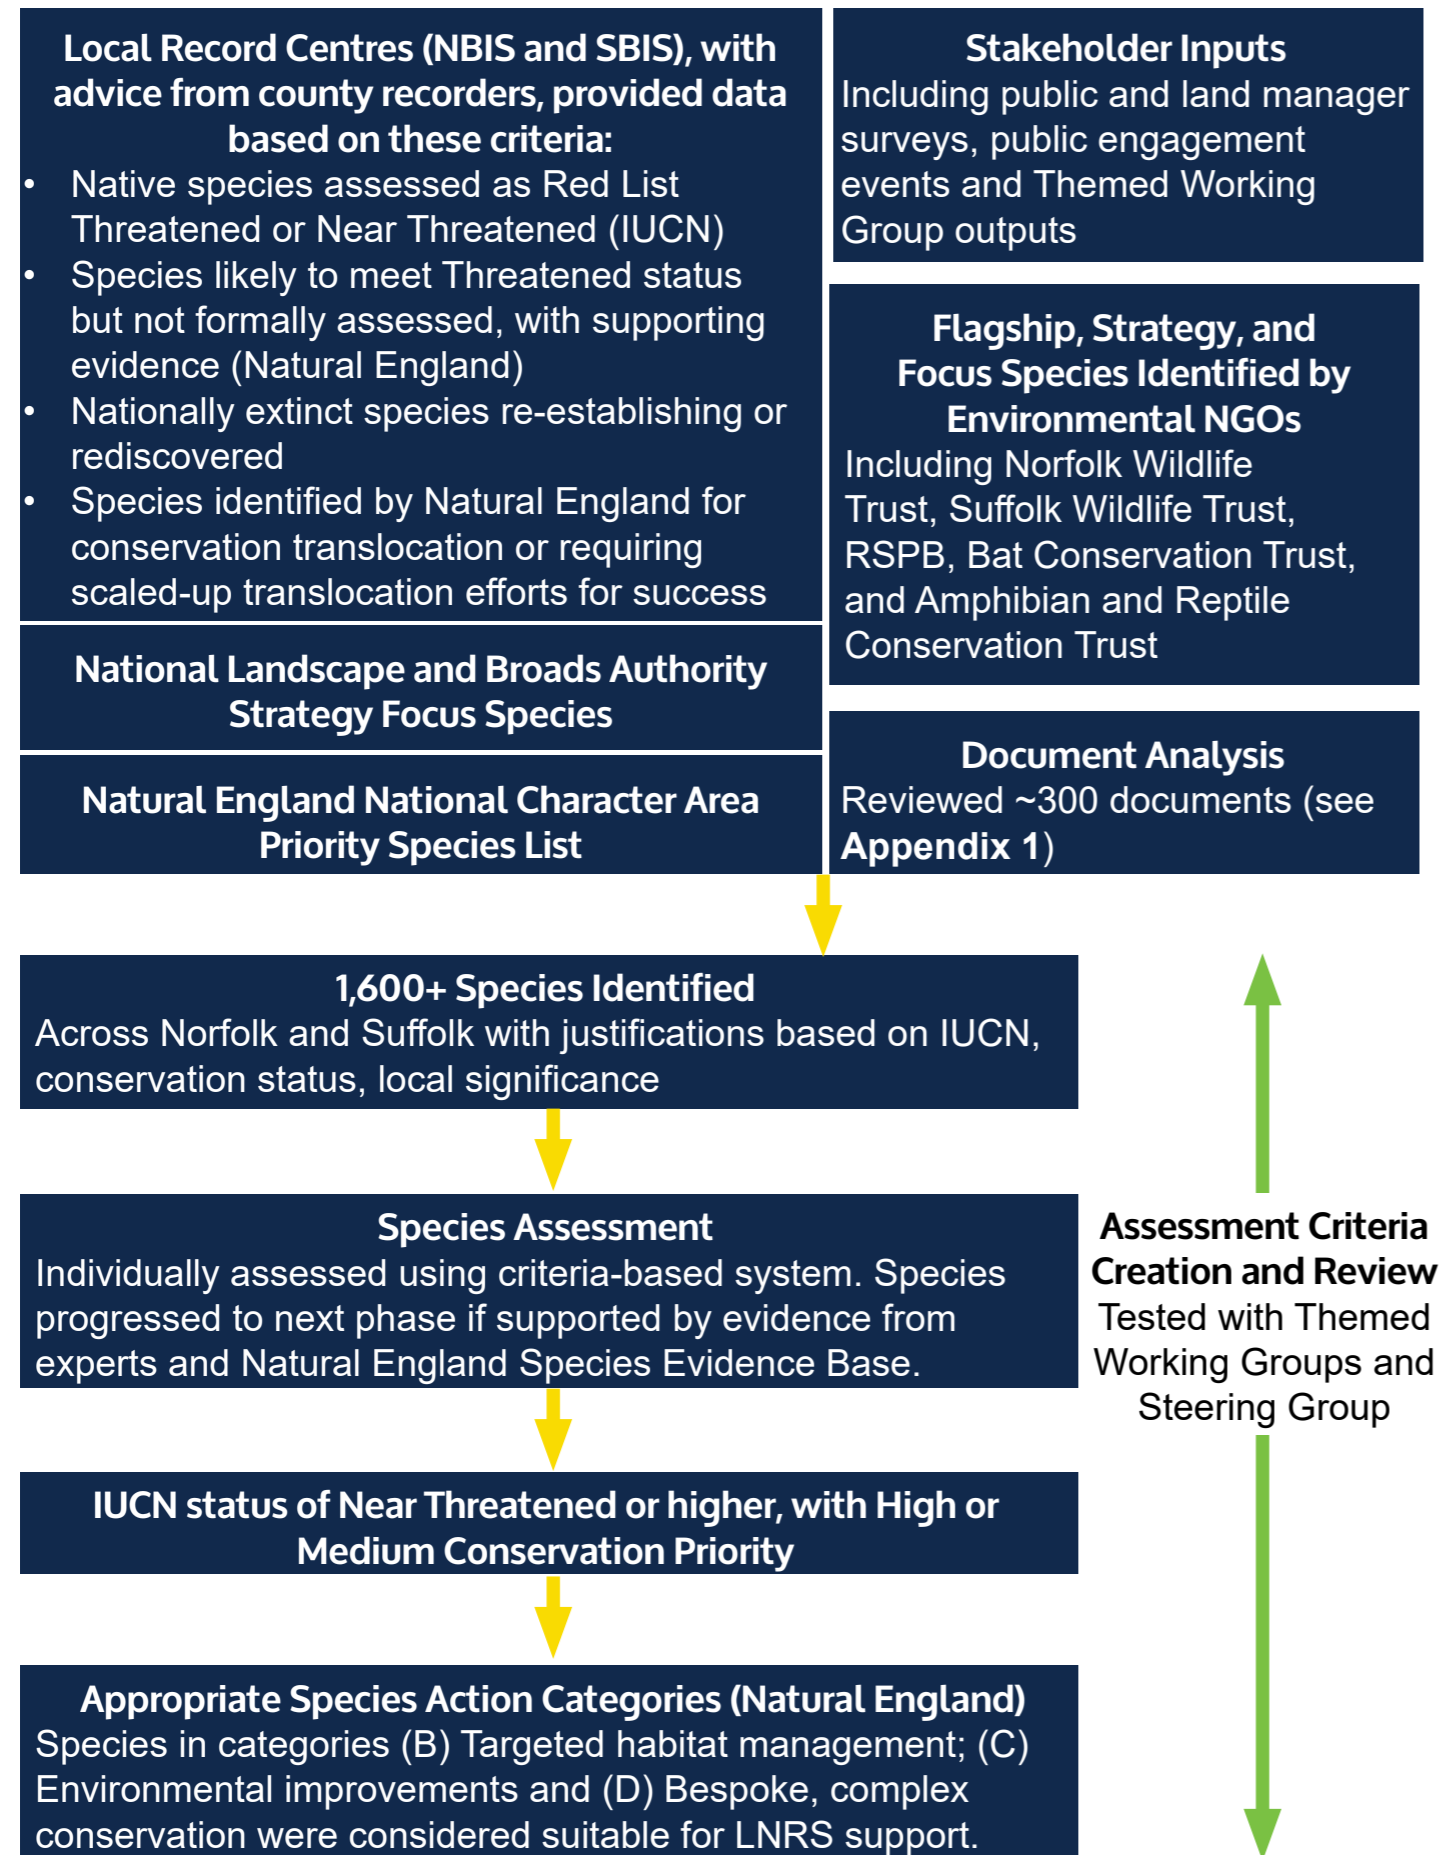 Local Record Centres (NBIS and SBIS), with
advice from county recorders, provided data
based on these criteria:
• Native species assessed as Red List
Threatened or Near Threatened (IUCN)
• Species likely to meet Threatened status
but not formally assessed, with supporting
evidence (Natural England)
• Nationally extinct species re-establishing or
rediscovered
• Species identified by Natural England for
conservation translocation or requiring
scaled-up translocation efforts for success
National Landscape and Broads Authority
Strategy Focus Species
Natural England National Character Area
Priority Species List
Stakeholder Inputs
Including public and land manager
surveys, public engagement
events and Themed Working
Group outputs
Flagship, Strategy, and
Focus Species Identified by
Environmental NGOs
Including Norfolk Wildlife
Trust, Suffolk Wildlife Trust,
RSPB, Bat Conservation Trust,
and Amphibian and Reptile
Conservation Trust
Document Analysis
Reviewed ~300 documents (see
Appendix 1)
1,600+ Species Identified
Across Norfolk and Suffolk with justifications based on IUCN,
conservation status, local significance
Species Assessment
Individually assessed using criteria-based system. Species
progressed to next phase if supported by evidence from
experts and Natural England Species Evidence Base.
IUCN status of Near Threatened or higher, with High or
Medium Conservation Priority
Appropriate Species Action Categories (Natural England)
Species in categories (B) Targeted habitat management; (C)
Environmental improvements and (D) Bespoke, complex
conservation were considered suitable for LNRS support.
Assessment Criteria
Creation and Review
Tested with Themed
Working Groups and
Steering Group